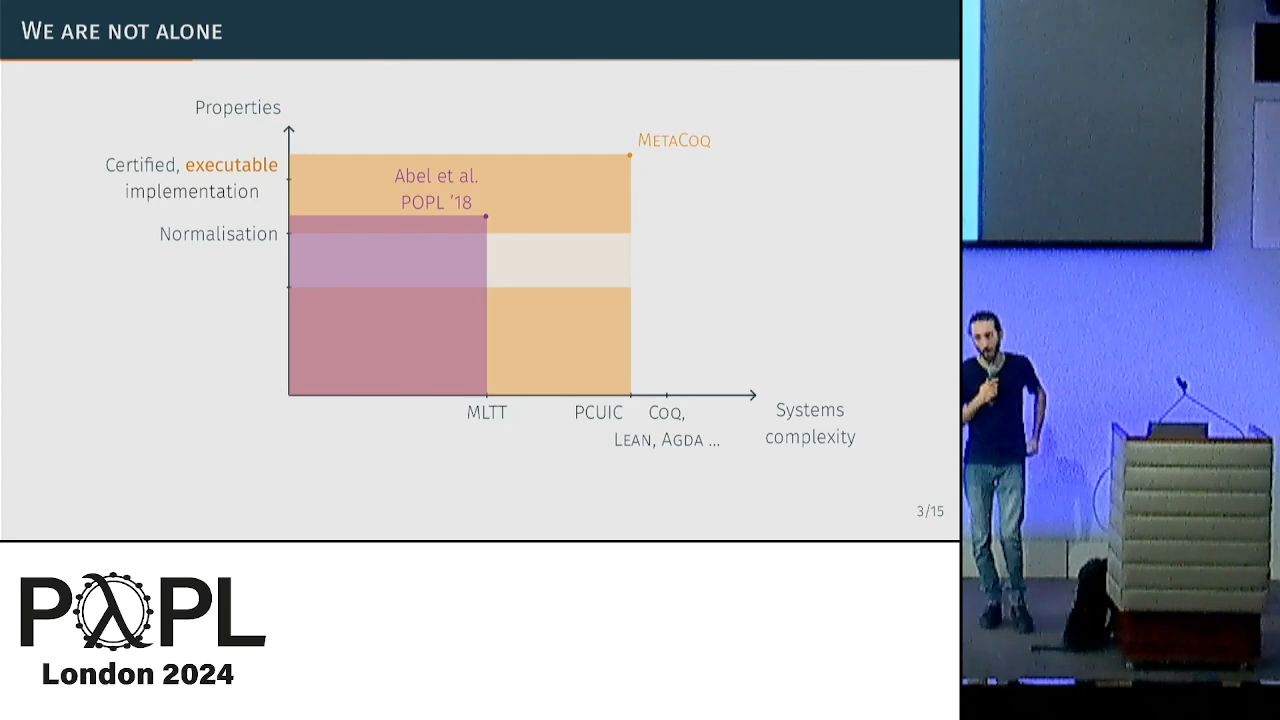 WE ARE NOT ALONE
Properties
METACOQ
Certified, executable
implementation
Abel et al.
POPL '18
Normalisation
MLTT
PCUIC
COQ,
LEAN, AGDA ...
Systems
complexity
3/15
PλPL
London 2024